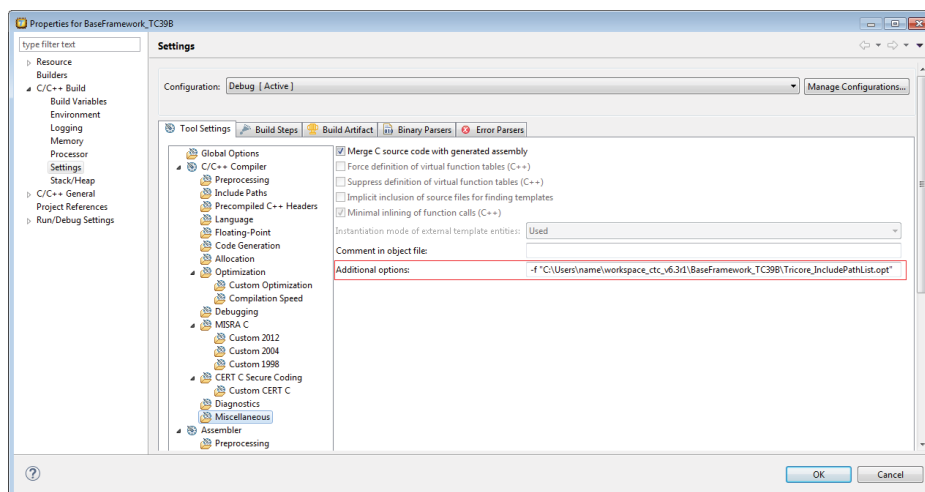 Properties for BaseFramework_TC39B
type filter text
Resource
Builders
C/C++ Build
Build Variables
Environment
Logging
Memory
Processor
Settings
Stack/Heap
C/C++ General
Project References
Run/Debug Settings
Settings
Configuration: Debug [ Active ] Manage Configurations...
Tool Settings Build Steps Build Artifact Binary Parsers Error Parsers
Global Options
C/C++ Compiler
Preprocessing
Include Paths
Precompiled C++ Headers
Language
Floating-Point
Code Generation
Allocation
Optimization
Custom Optimization
Compilation Speed
Debugging
MISRA C
Custom 2012
Custom 2004
Custom 1998
CERT C Secure Coding
Custom CERT C
Diagnostics
Miscellaneous
Assembler
Preprocessing
Merge C source code with generated assembly
Force definition of virtual function tables (C++)
Suppress definition of virtual function tables (C++)
Implicit inclusion of source files for finding templates
Minimal inlining of function calls (C++)
Instantiation mode of external template entities: Used
Comment in object file:
Additional options: -f "C:\Users\name\workspace_ctc_v6.3r1\BaseFramework_TC39B\Tricore_IncludePathList.opt"
OK Cancel